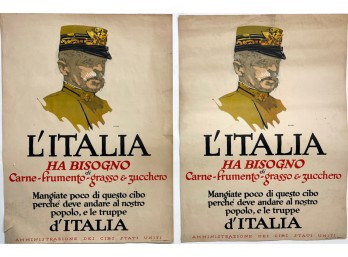 L'ITALIA
HA BISOGNO
di
Carne-frumento-grasso & zucchero
Mangiate poco di questo cibo
perchè deve andare al nostro
popolo, e le truppe
d'ITALIA
AMMINISTRAZIONE DEI CIBI STATI UNITI
L'ITALIA
HA BISOGNO
di
Carne-frumento-grasso & zucchero
Mangiate poco di questo cibo
perchè deve andare al nostro
popolo, e le truppe
d'ITALIA
AMMINISTRAZIONE DEI CIBI STATI UNITI